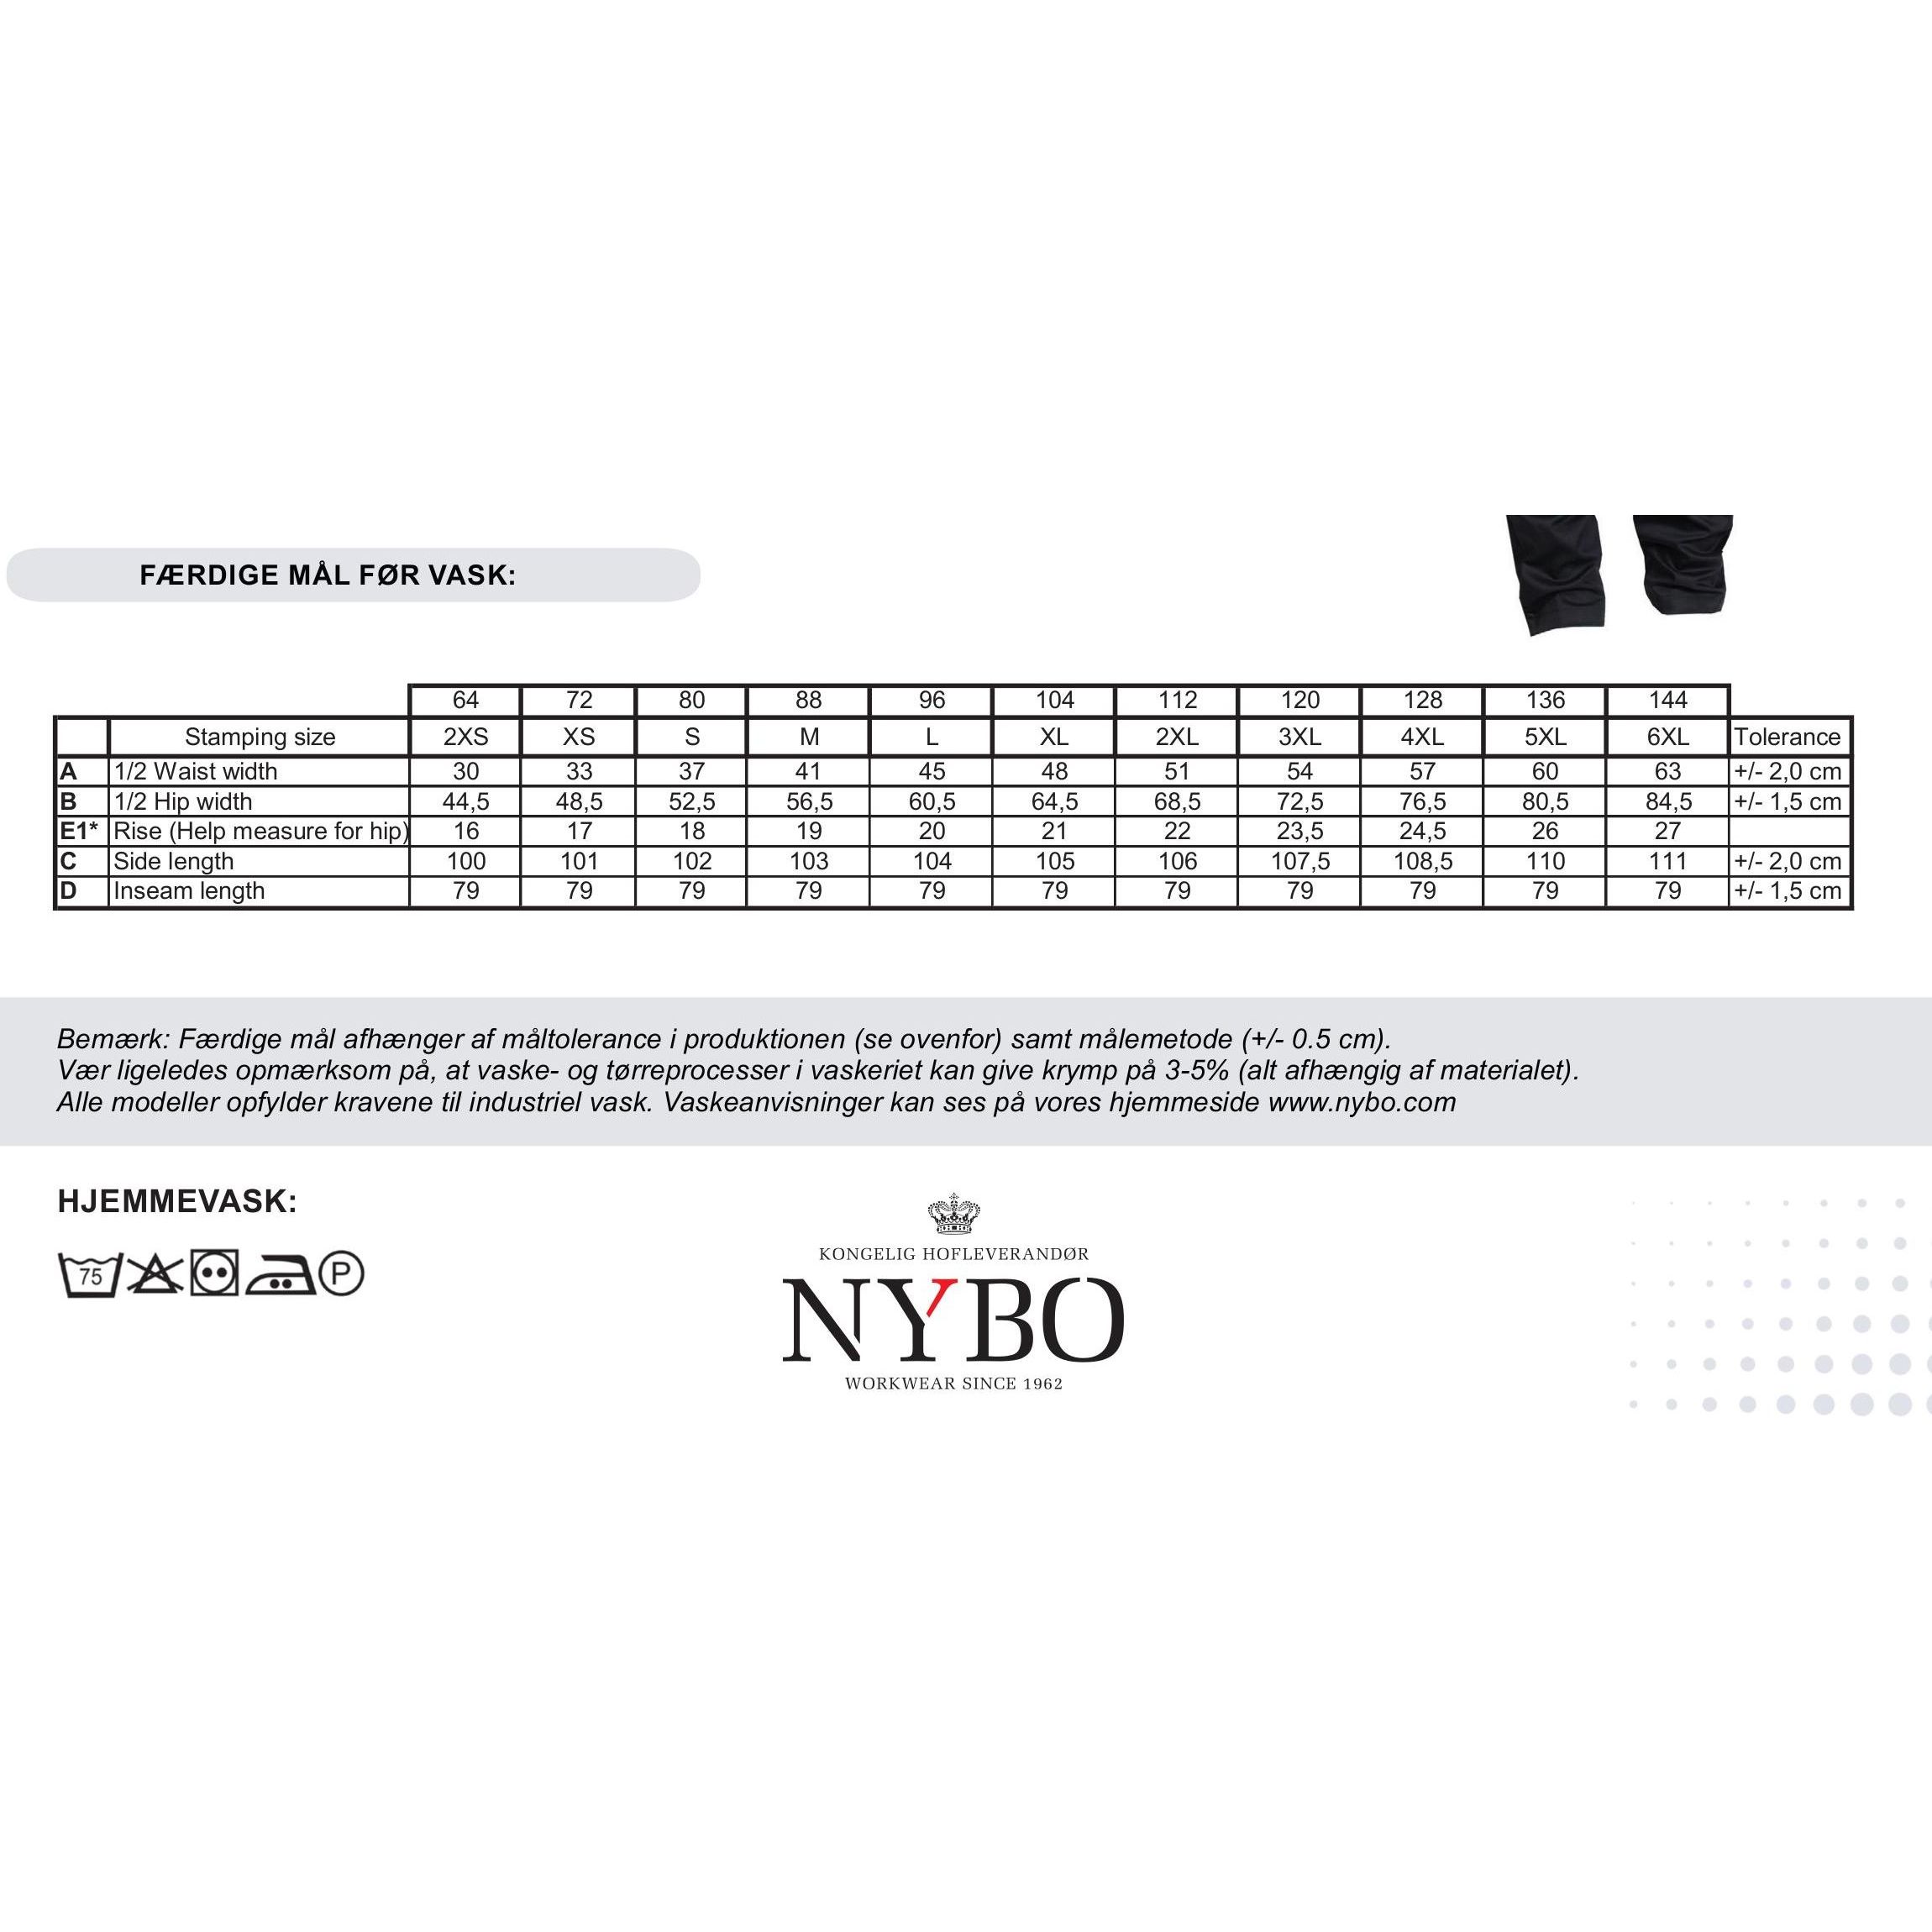 FÆRDIGE MÅL FØR VASK:
64 72 80 88 96 104 112 120 128 136 144
Stamping size 2XS XS S M L XL 2XL 3XL 4XL 5XL 6XL Tolerance
A 1/2 Waist width 30 33 37 41 45 48 51 54 57 60 63 +/- 2,0 cm
B 1/2 Hip width 44,5 48,5 52,5 56,5 60,5 64,5 68,5 72,5 76,5 80,5 84,5 +/- 1,5 cm
E1* Rise (Help measure for hip) 16 17 18 19 20 21 22 23,5 24,5 26 27
C Side length 100 101 102 103 104 105 106 107,5 108,5 110 111 +/- 2,0 cm
D Inseam length 79 79 79 79 79 79 79 79 79 79 79 +/- 1,5 cm
Bemærk: Færdige mål afhænger af måltolerance i produktionen (se ovenfor) samt målemetode (+/- 0.5 cm).
Vær ligeledes opmærksom på, at vaske- og tørreprocesser i vaskeriet kan give krymp på 3-5% (alt afhængig af materialet).
Alle modeller opfylder kravene til industriel vask. Vaskeanvisninger kan ses på vores hjemmeside www.nybo.com
HJEMMEVASK:
75 P
KONGELIG HOFLEVERANDØR
NYBO
WORKWEAR SINCE 1962